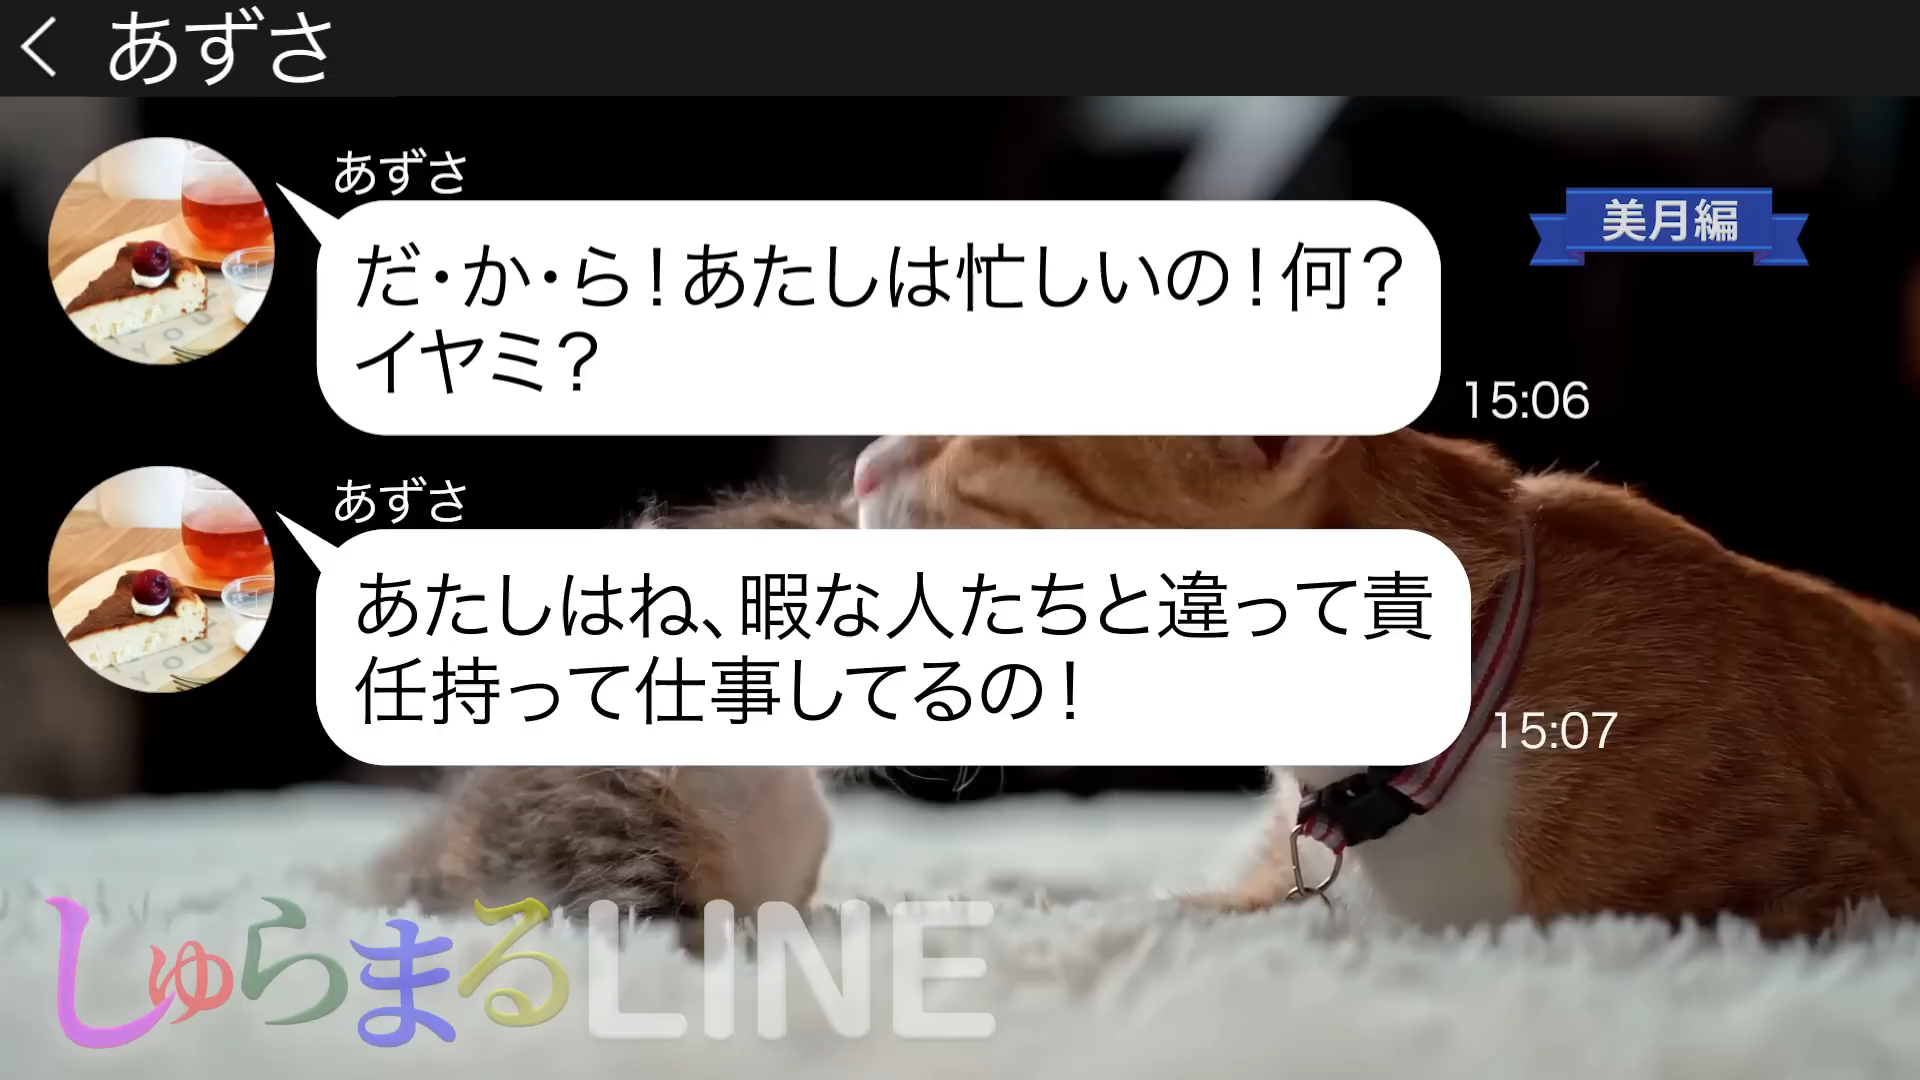 あずさ
あずさ
美月編
だ・か・ら！あたしは忙しいの！何？
イヤミ？
15:06
あずさ
あたしはね、暇な人たちと違って責
任持って仕事してるの！
15:07
しゅらまるLINE
YOU
YOU